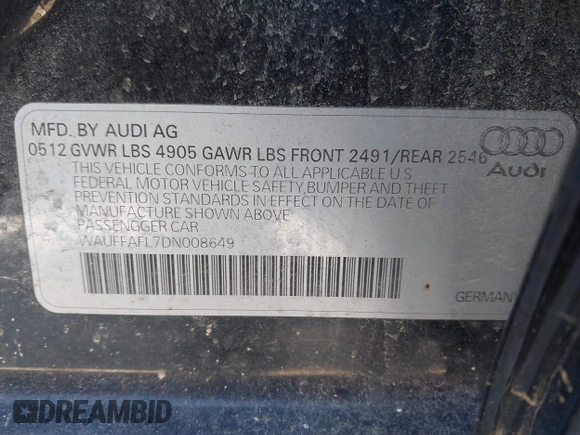 MFD. BY AUDI AG
0512 GVWR LBS 4905 GAWR LBS FRONT 2491/REAR 2546
THIS VEHICLE CONFORMS TO ALL APPLICABLE U.S
FEDERAL MOTOR VEHICLE SAFETY,BUMPER AND THEFT
PREVENTION STANDARDS IN EFFECT ON THE DATE OF
MANUFACTURE SHOWN ABOVE
PASSENGGER CAR
WAUFFAFL7DN008649
Audi
GERMANY
DREAMBID